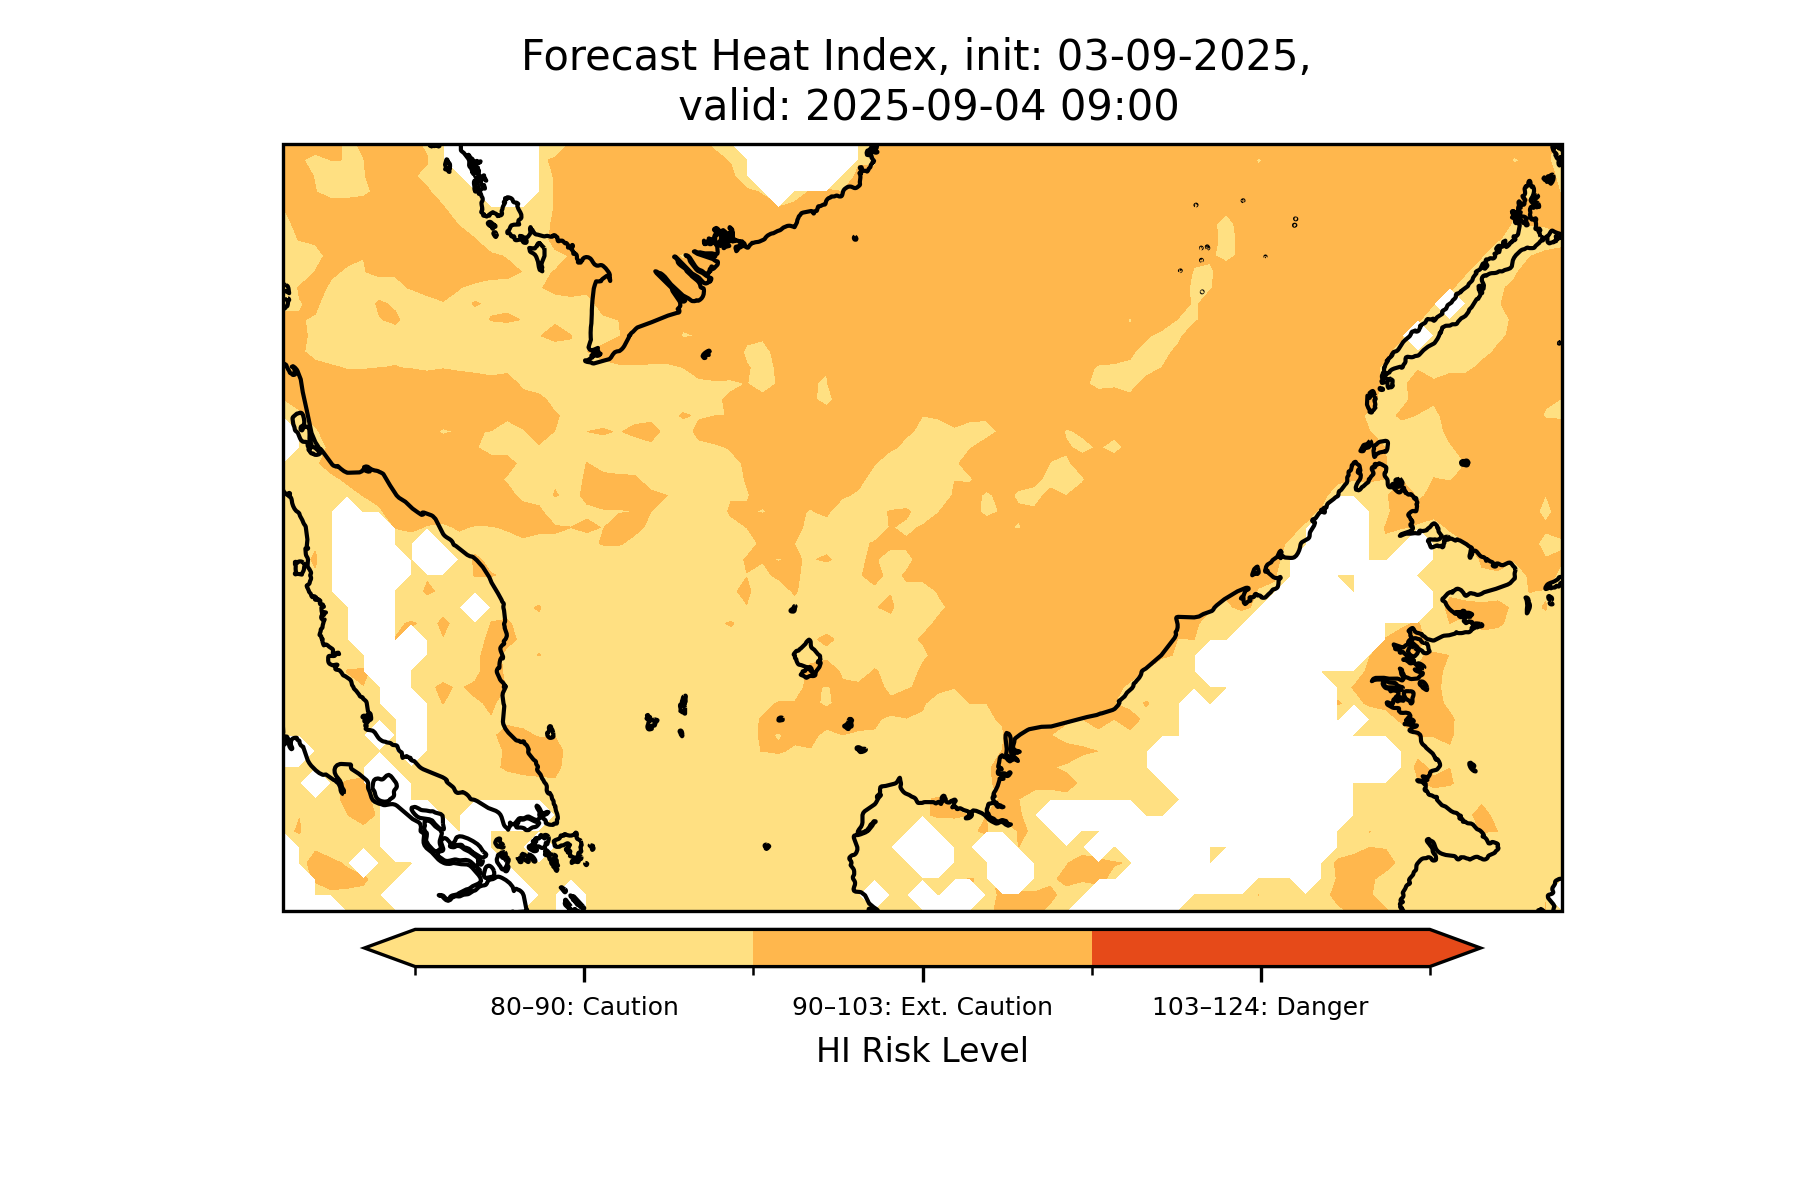 Forecast Heat Index, init: 03-09-2025,
valid: 2025-09-04 09:00
80–90: Caution
90–103: Ext. Caution
103–124: Danger
HI Risk Level